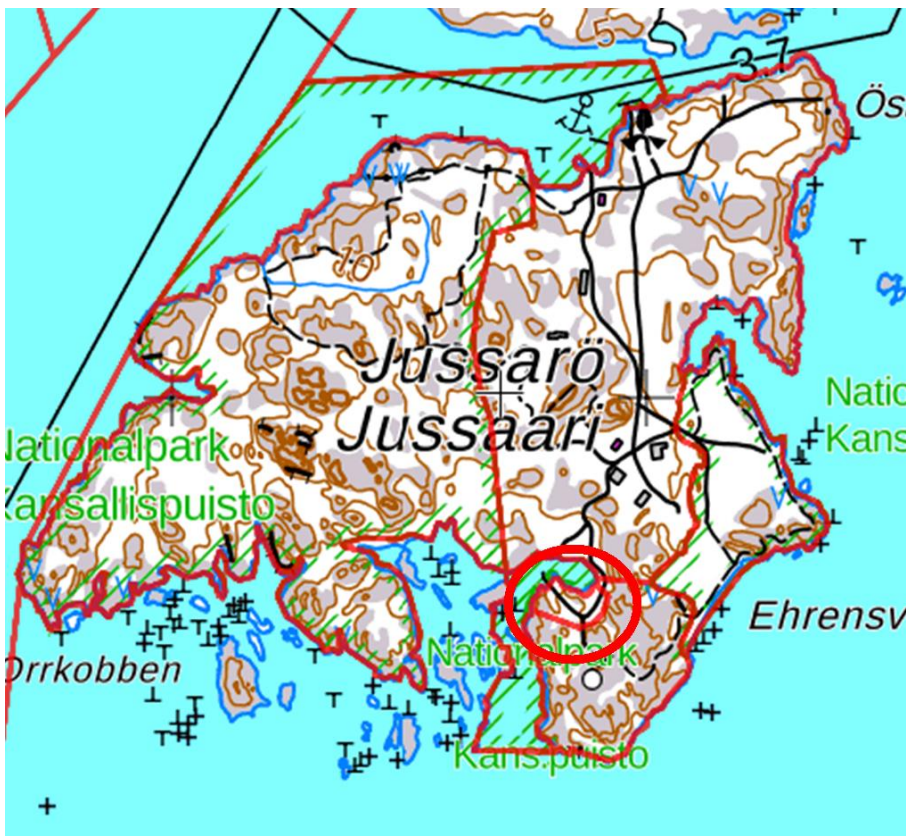 5
3.7
Ös
10
Jussarö
Jussaari
Natio
Kans
Nationalpark
Kansallispuisto
Ehrensv
Orrkobben
Nationalpark
Kans.puisto